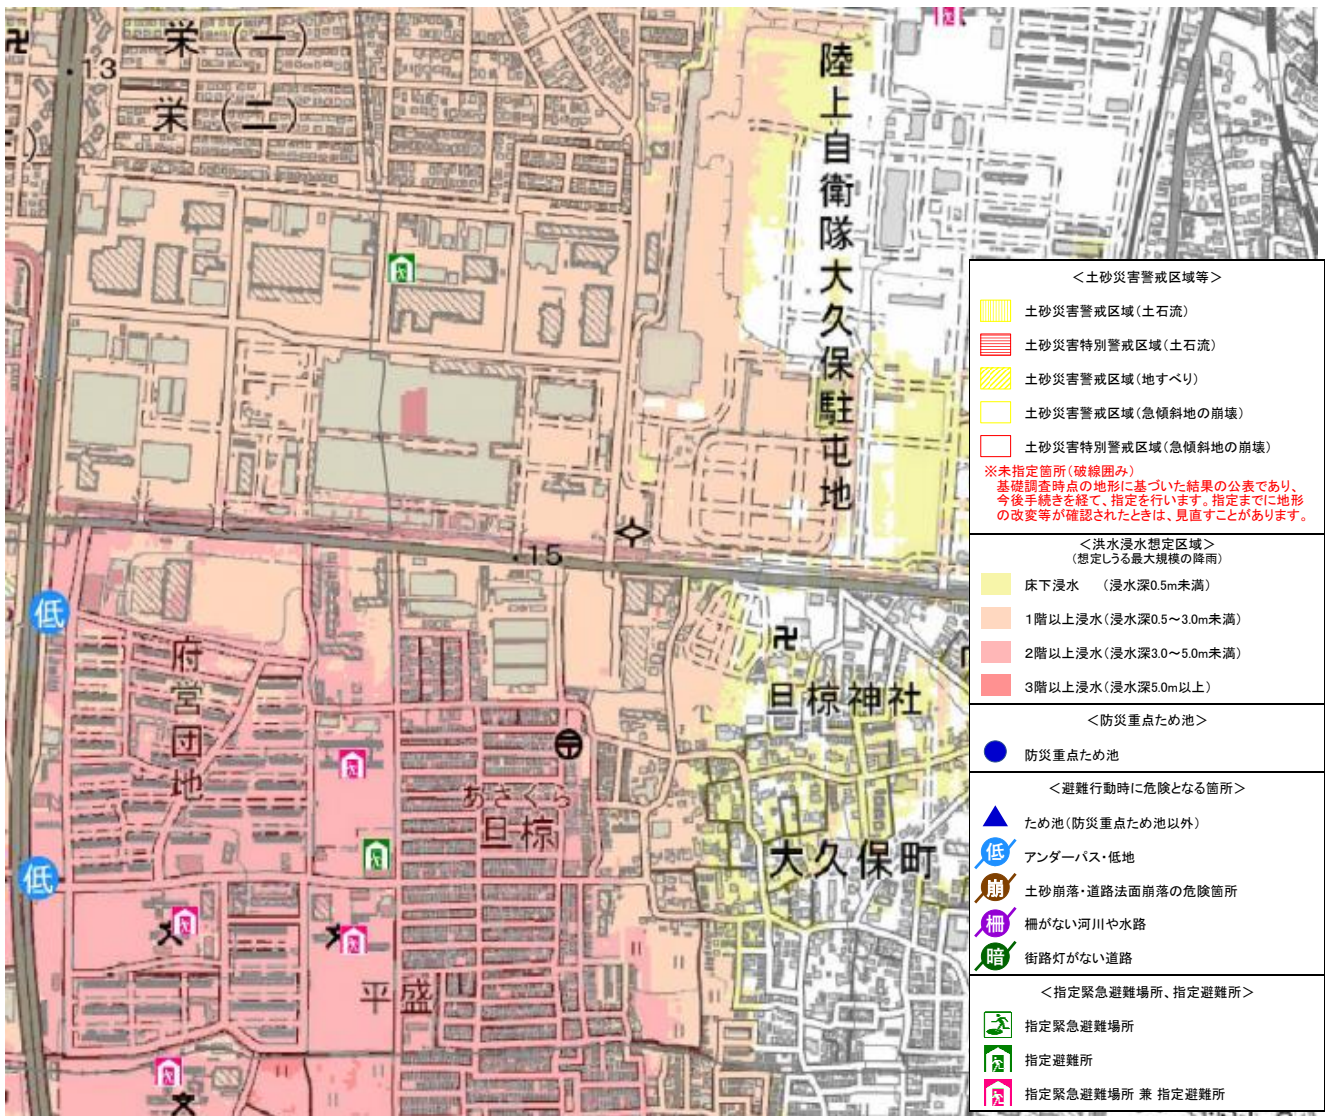 栄(一)
・13
栄(二)
陸上自衛隊大久保駐屯地
・15
低
府営団地
旦椋神社
あさくら
旦椋
大久保町
低
平盛
<土砂災害警戒区域等>
土砂災害警戒区域(土石流)
土砂災害特別警戒区域(土石流)
土砂災害警戒区域(地すべり)
土砂災害警戒区域(急傾斜地の崩壊)
土砂災害特別警戒区域(急傾斜地の崩壊)
※未指定箇所(破線囲み)
基礎調査時点の地形に基づいた結果の公表であり、
今後手続きを経て、指定を行います。指定までに地形
の改変等が確認されたときは、見直すことがあります。
<洪水浸水想定区域>
(想定しうる最大規模の降雨)
床下浸水 (浸水深0.5m未満)
1階以上浸水(浸水深0.5~3.0m未満)
2階以上浸水(浸水深3.0~5.0m未満)
3階以上浸水(浸水深5.0m以上)
<防災重点ため池>
防災重点ため池
<避難行動時に危険となる箇所>
ため池(防災重点ため池以外)
低 アンダーパス・低地
崩 土砂崩落・道路法面崩落の危険箇所
柵 柵がない河川や水路
暗 街路灯がない道路
<指定緊急避難場所、指定避難所>
指定緊急避難場所
指定避難所
指定緊急避難場所 兼 指定避難所